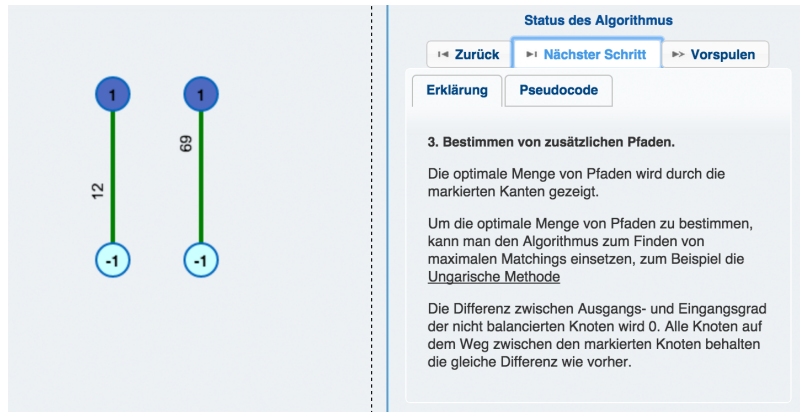 1
1
12
69
-1
-1
Status des Algorithmus
Zurück
Nächster Schritt
Vorspulen
Erklärung
Pseudocode
3. Bestimmen von zusätzlichen Pfaden.
Die optimale Menge von Pfaden wird durch die
markierten Kanten gezeigt.
Um die optimale Menge von Pfaden zu bestimmen,
kann man den Algorithmus zum Finden von
maximalen Matchings einsetzen, zum Beispiel die
Ungarische Methode
Die Differenz zwischen Ausgangs- und Eingangsgrad
der nicht balancierten Knoten wird 0. Alle Knoten auf
dem Weg zwischen den markierten Knoten behalten
die gleiche Differenz wie vorher.